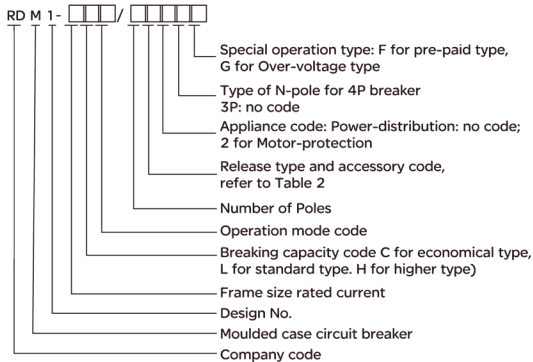 RD M 1- /
Special operation type: F for pre-paid type,
G for Over-voltage type
Type of N-pole for 4P breaker
3P: no code
Appliance code: Power-distribution: no code;
2 for Motor-protection
Release type and accessory code,
refer to Table 2
Number of Poles
Operation mode code
Breaking capacity code C for economical type,
L for standard type. H for higher type)
Frame size rated current
Design No.
Moulded case circuit breaker
Company code